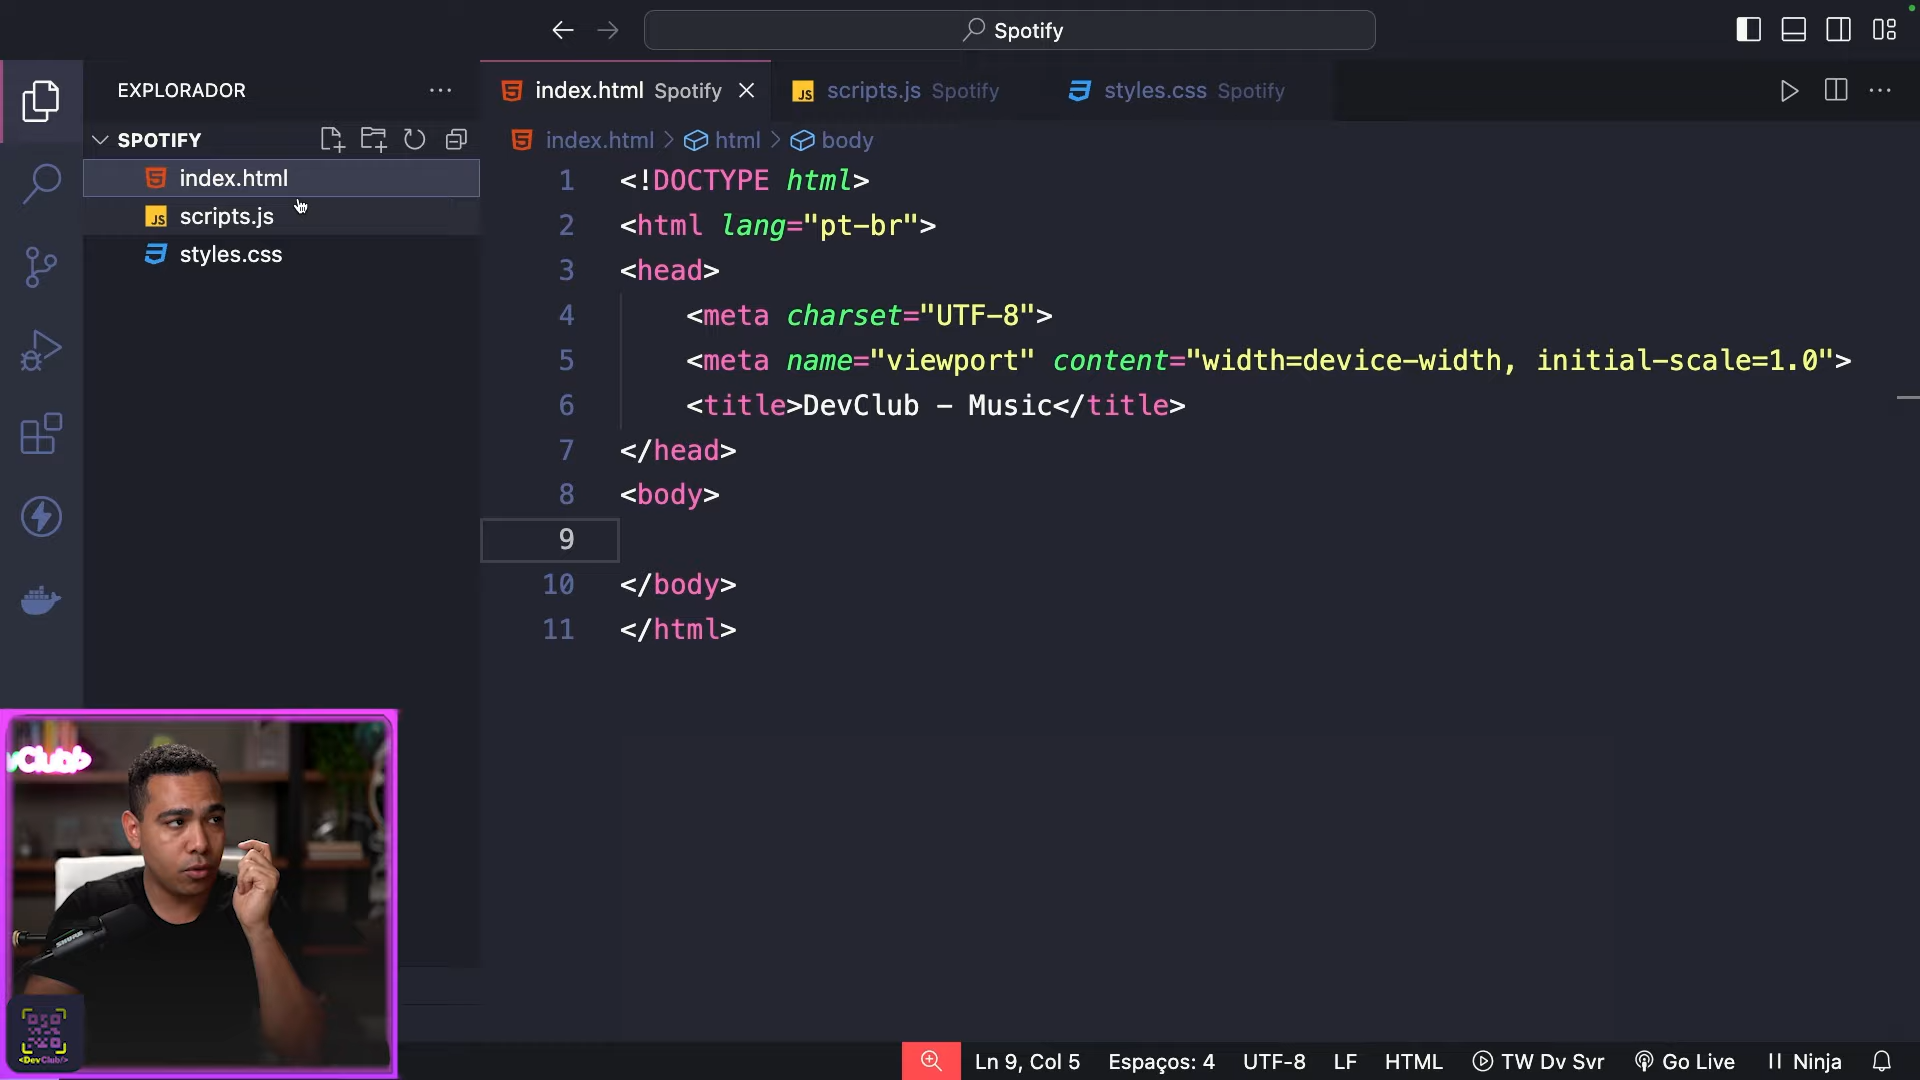 Spotify
EXPLORADOR
SPOTIFY
index.html
scripts.js
styles.css
index.html Spotify
scripts.js Spotify
styles.css Spotify
index.html > html > body
1 <!DOCTYPE html>
2 <html lang="pt-br">
3 <head>
4 <meta charset="UTF-8">
5 <meta name="viewport" content="width=device-width, initial-scale=1.0">
6 <title>DevClub - Music</title>
7 </head>
8 <body>
9
10 </body>
11 </html>
vClub/>
SHURE
<DevClub/>
Ln 9, Col 5 Espaços: 4 UTF-8 LF HTML TW Dv Svr Go Live Ninja